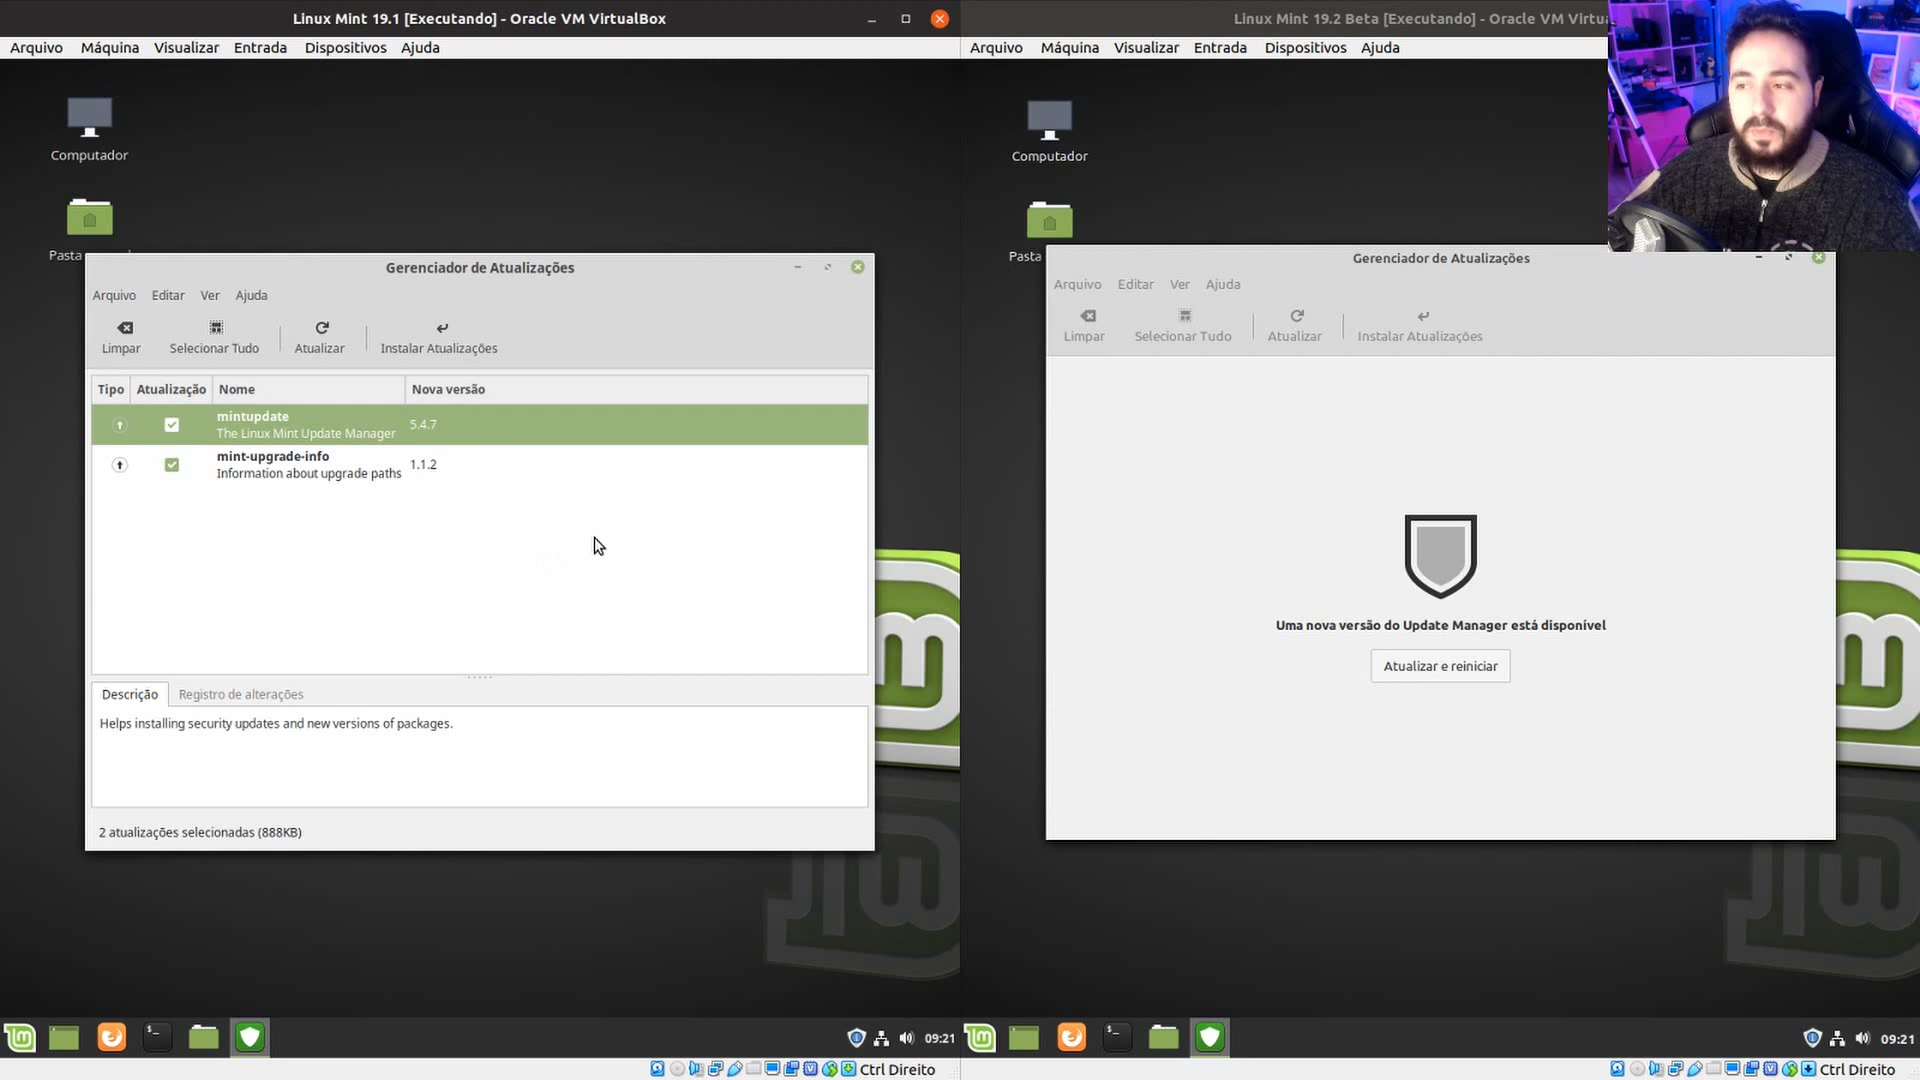 Linux Mint 19.1 [Executando] - Oracle VM VirtualBox
Arquivo Máquina Visualizar Entrada Dispositivos Ajuda
Computador
Pasta
Gerenciador de Atualizações
Arquivo Editar Ver Ajuda
Limpar Selecionar Tudo Atualizar Instalar Atualizações
Tipo Atualização Nome Nova versão
mintupdate
The Linux Mint Update Manager 5.4.7
mint-upgrade-info
Information about upgrade paths 1.1.2
Descrição Registro de alterações
Helps installing security updates and new versions of packages.
2 atualizações selecionadas (888KB)
09:21
Ctrl Direito
Linux Mint 19.2 Beta [Executando] - Oracle VM Virtu
Arquivo Máquina Visualizar Entrada Dispositivos Ajuda
Computador
Pasta
Gerenciador de Atualizações
Arquivo Editar Ver Ajuda
Limpar Selecionar Tudo Atualizar Instalar Atualizações
Uma nova versão do Update Manager está disponível
Atualizar e reiniciar
09:21
Ctrl Direito